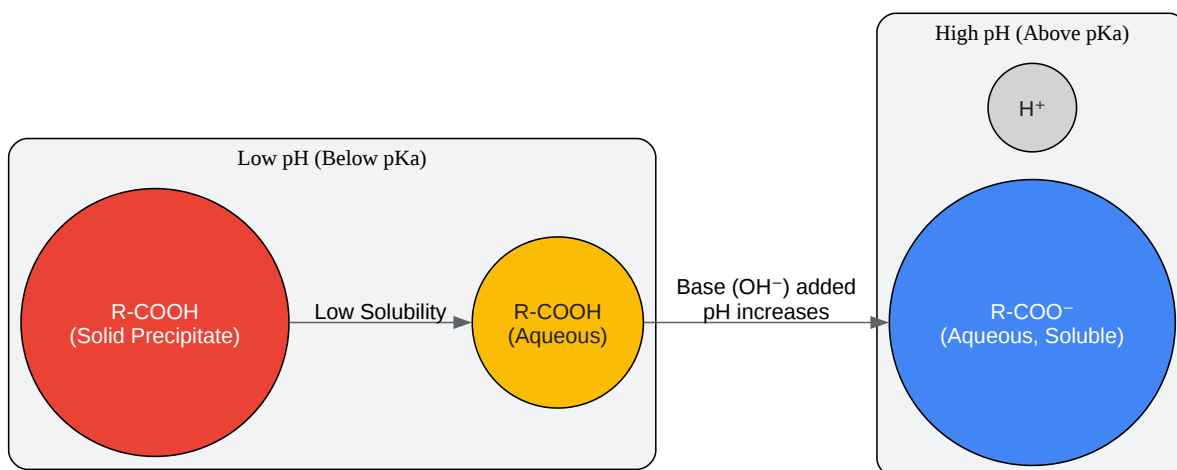 Low pH (Below pKa)
R-COOH
(Solid Precipitate)
Low Solubility
R-COOH
(Aqueous)
Base (OH⁻) added
pH increases
High pH (Above pKa)
H⁺
R-COO⁻
(Aqueous, Soluble)